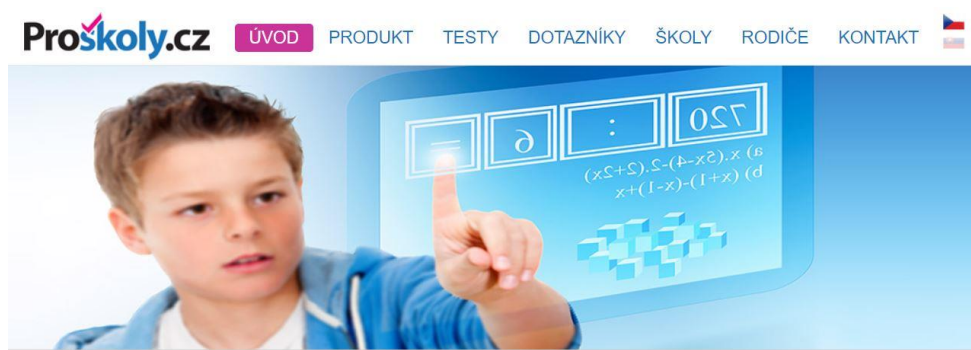 Proškoly.cz ÚVOD PRODUKT TESTY DOTAZNÍKY ŠKOLY RODIČE KONTAKT
720 : 6 =
a) x.(5x-4)-2.(2+2x)
b) (x+1)-(x-1)+x